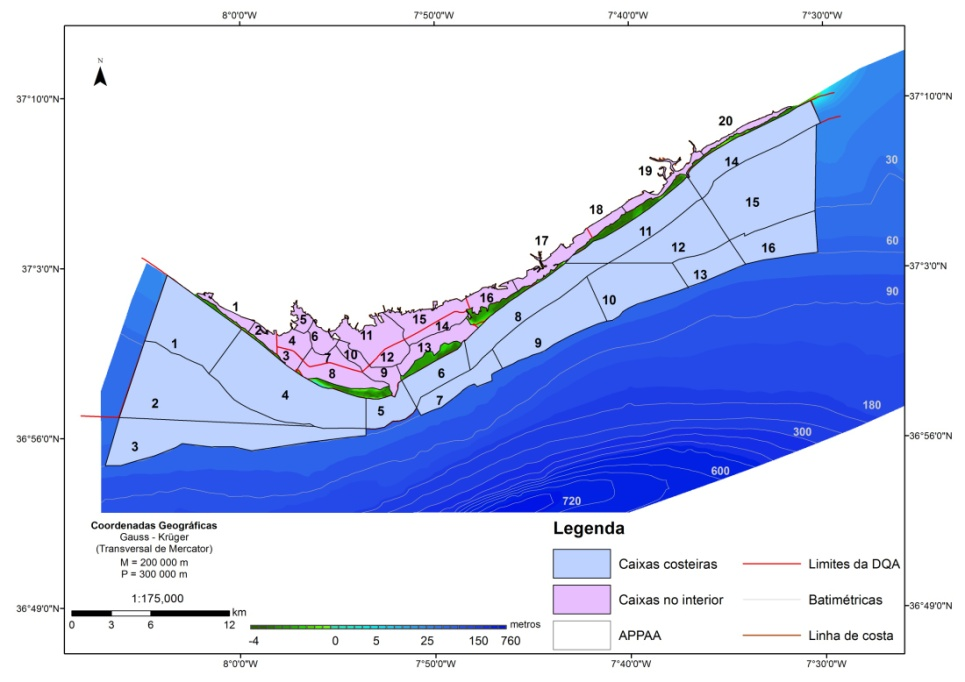 8°0'0"W 7°50'0"W 7°40'0"W 7°30'0"W
N
37°10'0"N 37°10'0"N
20
14
30
19
15
18
11
17
12 16 60
37°3'0"N 37°3'0"N
13
16 90
10
1 5 15
2 6 11 14 8
1 4 9
7 10 12 13
3 9 6
8
4
2 5 7 180
36°56'0"N 36°56'0"N
3 300
600
720
Coordenadas Geográficas
Gauss - Krüger
(Transversal de Mercator)
M = 200 000 m
P = 300 000 m
1:175,000
km
0 3 6 12
Legenda
Caixas costeiras
Caixas no interior
APPAA
Limites da DQA
Batimétricas
Linha de costa
36°49'0"N 36°49'0"N
metros
-4 0 5 25 150 760
8°0'0"W 7°50'0"W 7°40'0"W 7°30'0"W